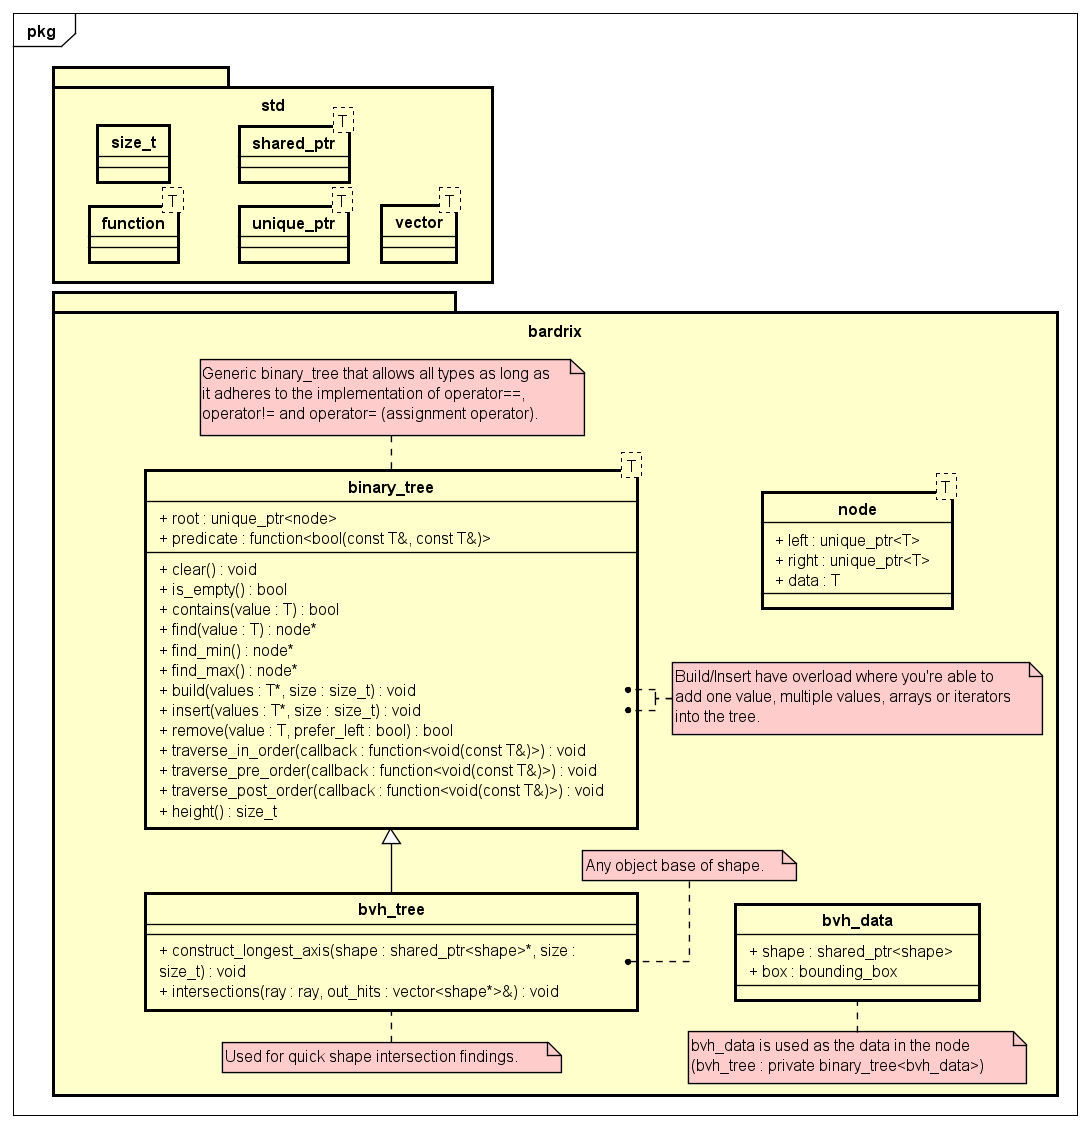 pkg
std
size_t
T
shared_ptr
T
function
T
unique_ptr
T
vector
bardrix
Generic binary_tree that allows all types as long as
it adheres to the implementation of operator==,
operator!= and operator= (assignment operator).
T
binary_tree
+ root : unique_ptr<node>
+ predicate : function<bool(const T&, const T&)>
+ clear() : void
+ is_empty() : bool
+ contains(value : T) : bool
+ find(value : T) : node*
+ find_min() : node*
+ find_max() : node*
+ build(values : T*, size : size_t) : void
+ insert(values : T*, size : size_t) : void
+ remove(value : T, prefer_left : bool) : bool
+ traverse_in_order(callback : function<void(const T&)>) : void
+ traverse_pre_order(callback : function<void(const T&)>) : void
+ traverse_post_order(callback : function<void(const T&)>) : void
+ height() : size_t
T
node
+ left : unique_ptr<T>
+ right : unique_ptr<T>
+ data : T
Build/Insert have overload where you're able to
add one value, multiple values, arrays or iterators
into the tree.
Any object base of shape.
bvh_tree
+ construct_longest_axis(shape : shared_ptr<shape>*, size :
size_t) : void
+ intersections(ray : ray, out_hits : vector<shape*>&) : void
Used for quick shape intersection findings.
bvh_data
+ shape : shared_ptr<shape>
+ box : bounding_box
bvh_data is used as the data in the node
(bvh_tree : private binary_tree<bvh_data>)